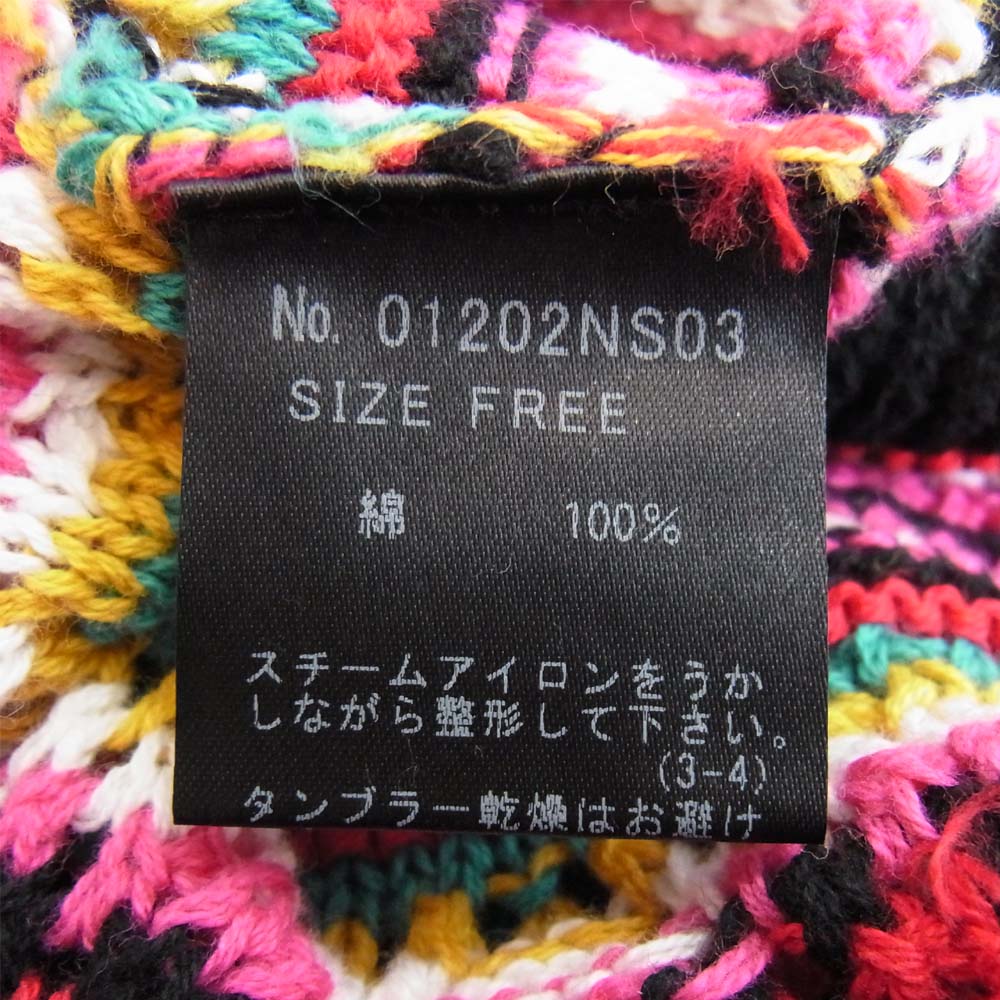 No. 01202NS03
SIZE FREE
綿 100%
スチームアイロンをうか
しながら整形して下さい。
(3-4)
タンブラー乾燥はお避け